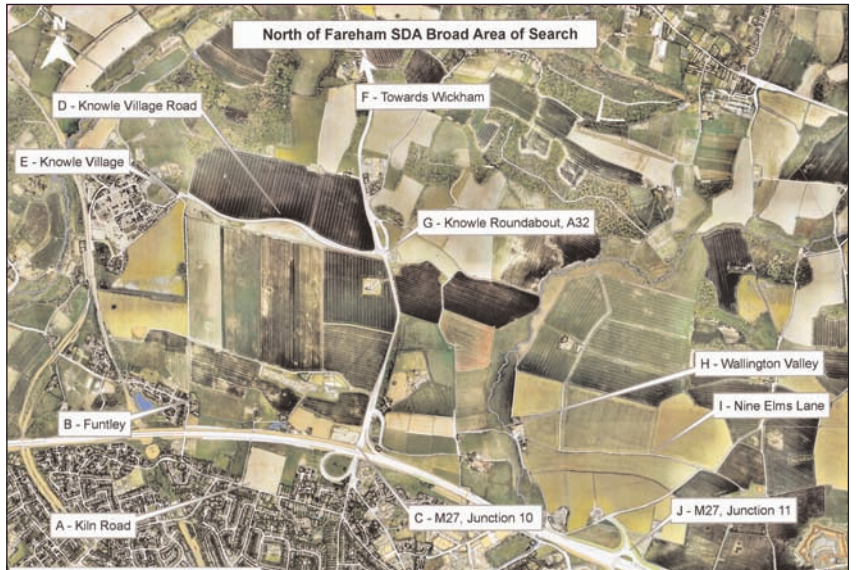 N
North of Fareham SDA Broad Area of Search
F - Towards Wickham
D - Knowle Village Road
E - Knowle Village
G - Knowle Roundabout, A32
H - Wallington Valley
I - Nine Elms Lane
B - Funtley
A - Kiln Road
C - M27, Junction 10
J - M27, Junction 11